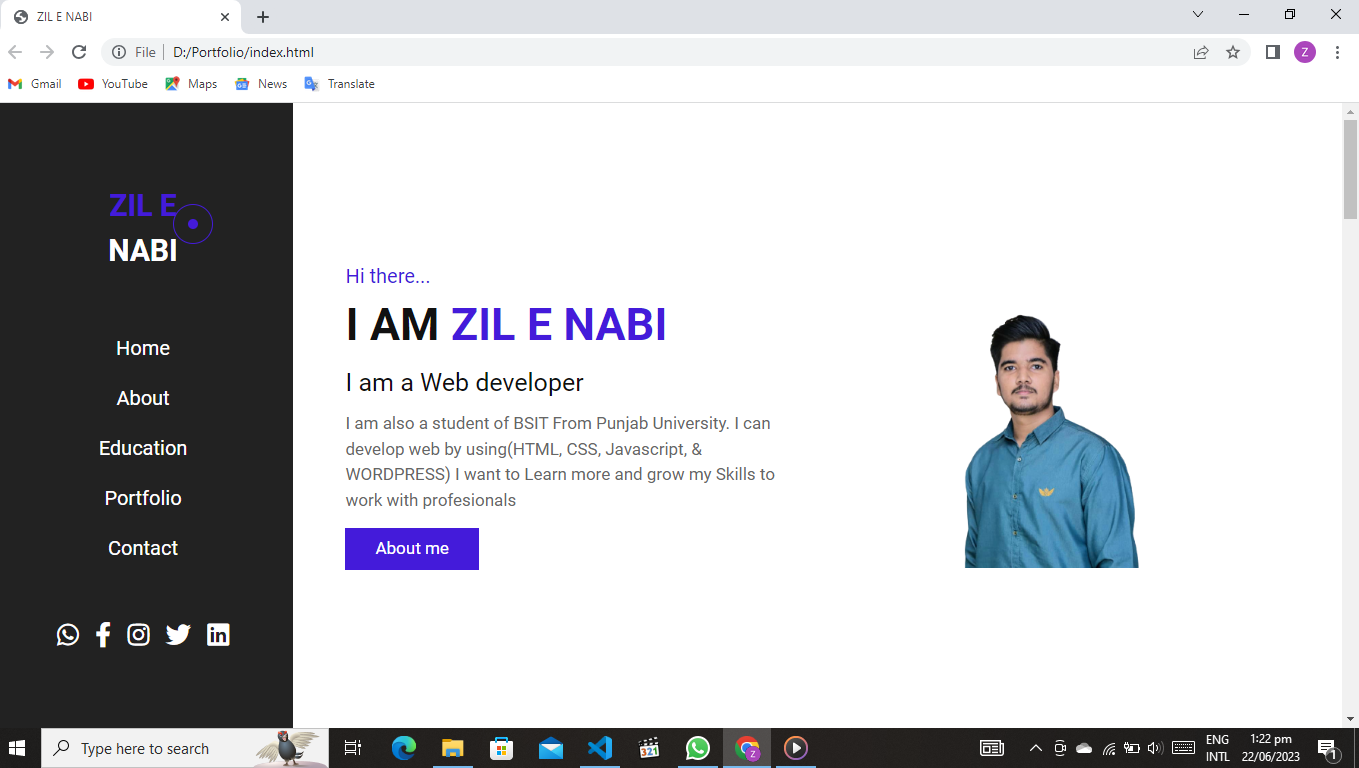 ZIL E NABI
File
D:/Portfolio/index.html
Z
Gmail
YouTube
Maps
News
Translate
ZIL E
NABI
Home
About
Education
Portfolio
Contact
Hi there...
I AM ZIL E NABI
I am a Web developer
I am also a student of BSIT From Punjab University. I can
develop web by using(HTML, CSS, Javascript, &
WORDPRESS) I want to Learn more and grow my Skills to
work with profesionals
About me
Type here to search
321
Z
ENG
INTL
1:22 pm
22/06/2023
1